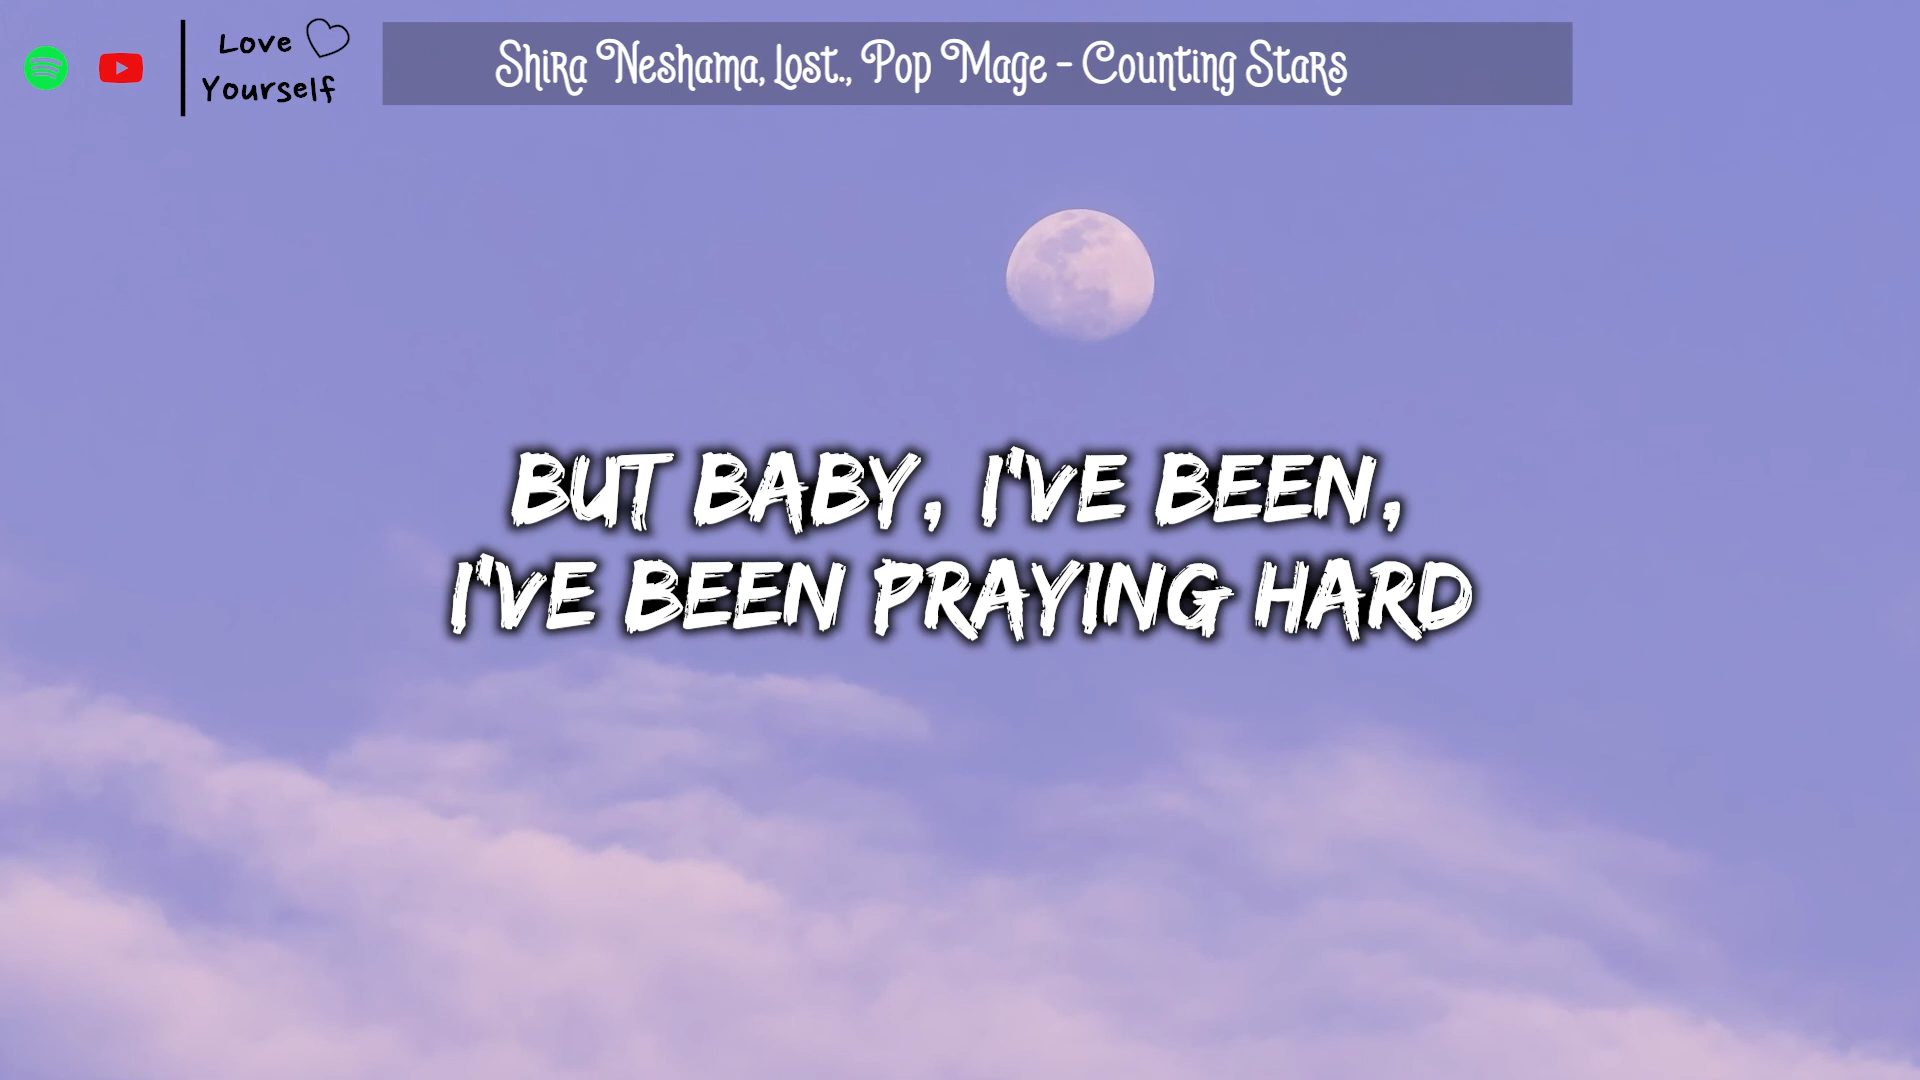 Love
Yourself
Shira Neshama, Lost., Pop Mage - Counting Stars
BUT BABY, I'VE BEEN,
I'VE BEEN PRAYING HARD